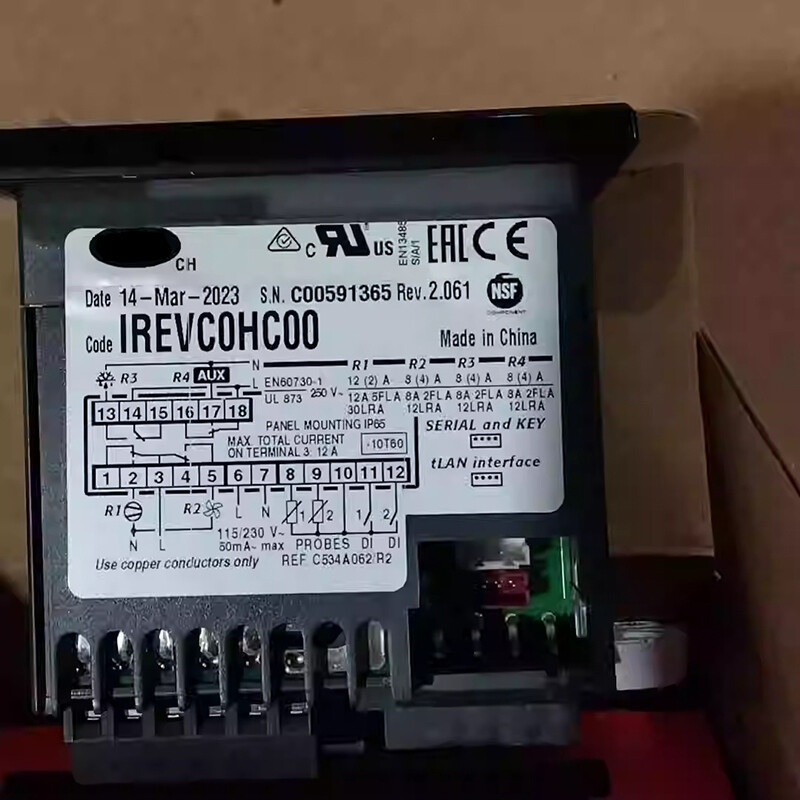 CH
c RU US
EN13485
S/A/1
EAC CE
Date 14-Mar-2023 S.N. C00591365 Rev. 2.061
NSF
COMPONENT
Code IREVC0HC00
Made in China
R3 R4 AUX N
L
13 14 15 16 17 18
EN60730-1
UL 873 250 V~
R1 R2 R3 R4
12 (2) A 8 (4) A 8 (4) A 8 (4) A
12A 5FLA 8A 2FLA 8A 2FLA 8A 2FLA
30LRA 12LRA 12LRA 12LRA
PANEL MOUNTING IP65
MAX. TOTAL CURRENT
ON TERMINAL 3: 12 A
-10T60
SERIAL and KEY
tLAN interface
1 2 3 4 5 6 7 8 9 10 11 12
R1 R2 L N 1 2 1 2
N L
115/230 V~
50mA~ max PROBES DI DI
Use copper conductors only REF C534A062/R2